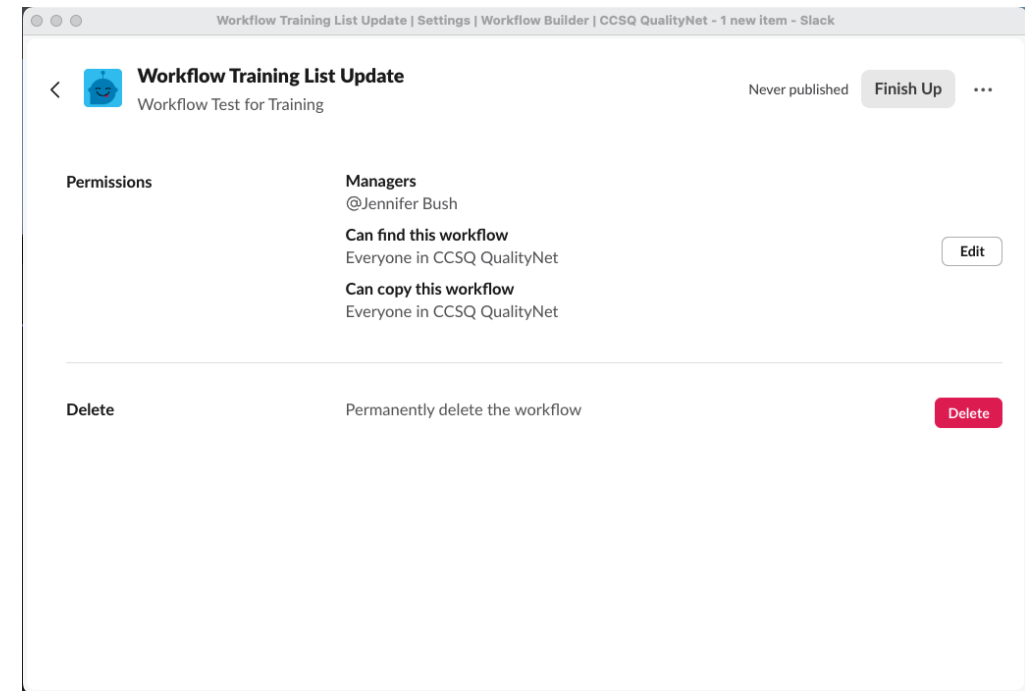 Workflow Training List Update | Settings | Workflow Builder | CCSQ QualityNet - 1 new item - Slack
Workflow Training List Update
Workflow Test for Training
Never published
Finish Up
Permissions
Managers
@Jennifer Bush
Can find this workflow
Everyone in CCSQ QualityNet
Edit
Can copy this workflow
Everyone in CCSQ QualityNet
Delete
Permanently delete the workflow
Delete